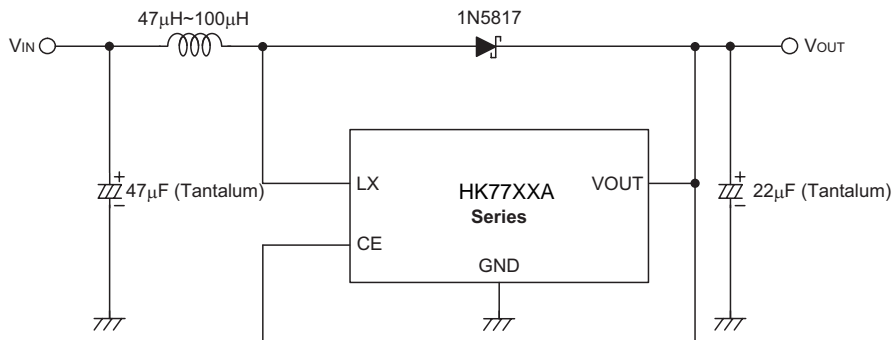 47μH~100μH
1N5817
VIN
VOUT
+
47μF (Tantalum)
−
LX
HK77XXA
Series
VOUT
CE
GND
+
22μF (Tantalum)
−